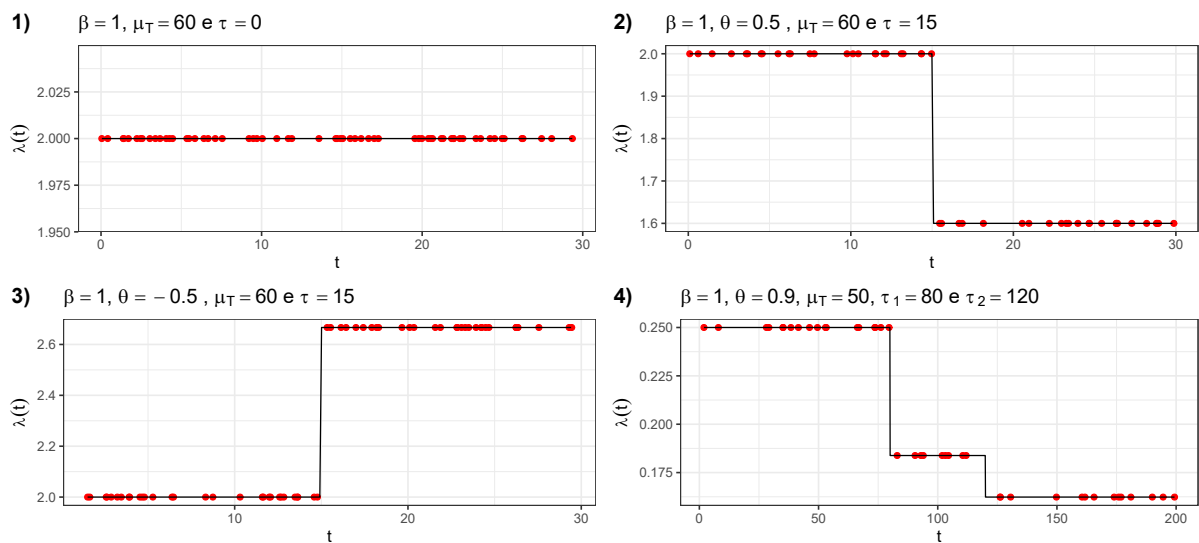 1) β = 1, μT = 60 e τ = 0
λ(t)
2.025
2.000
1.975
1.950
0 10 20 30
t
2) β = 1, θ = 0.5 , μT = 60 e τ = 15
λ(t)
2.0
1.9
1.8
1.7
1.6
0 10 20 30
t
3) β = 1, θ = − 0.5 , μT = 60 e τ = 15
λ(t)
2.6
2.4
2.2
2.0
10 20 30
t
4) β = 1, θ = 0.9, μT = 50, τ1 = 80 e τ2 = 120
λ(t)
0.250
0.225
0.200
0.175
0 50 100 150 200
t